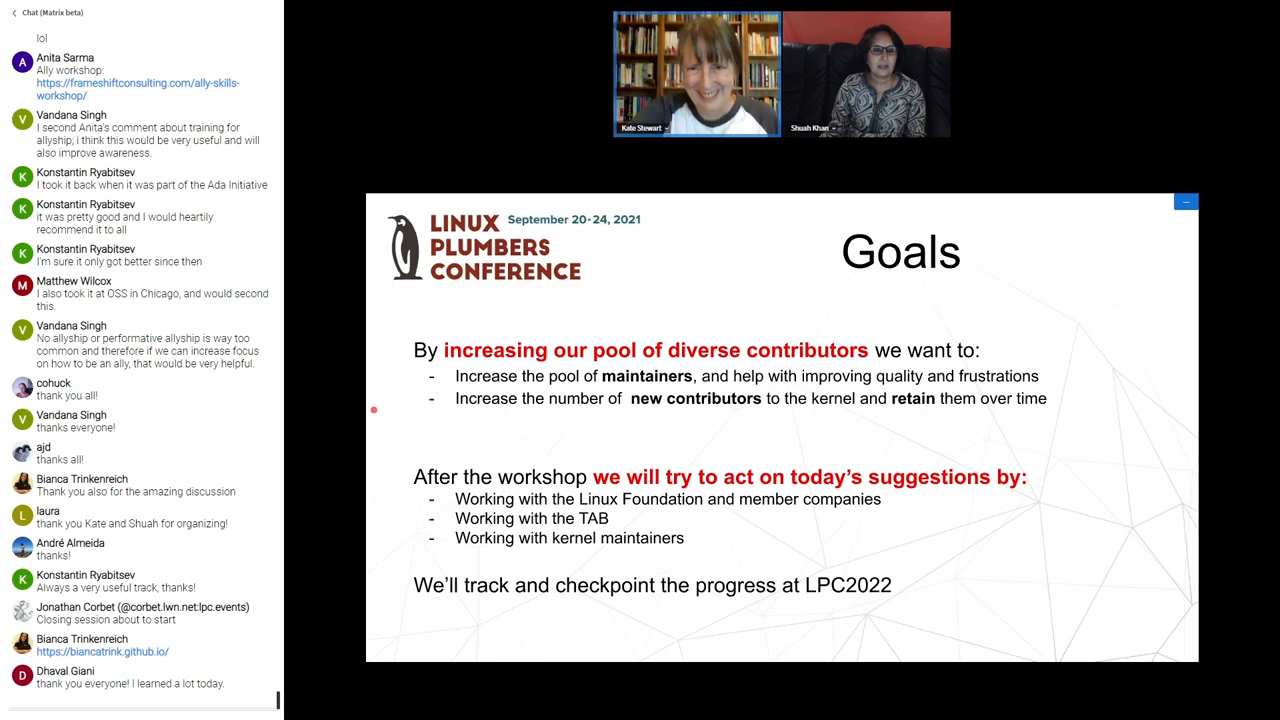 Chat (Matrix beta)
lol
A
Anita Sarma
Ally workshop:
https://frameshiftconsulting.com/ally-skills-
workshop/
V
Vandana Singh
I second Anita's comment about training for
allyship; i think this would be very useful and will
also improve awareness.
K
Konstantin Ryabitsev
I took it back when it was part of the Ada Initiative
K
Konstantin Ryabitsev
it was pretty good and I would heartily
recommend it to all
K
Konstantin Ryabitsev
I'm sure it only got better since then
M
Matthew Wilcox
I also took it at OSS in Chicago, and would second
this.
V
Vandana Singh
No allyship or performative allyship is way too
common and therefore if we can increase focus
on how to be an ally, that would be very helpful.
cohuck
thank you all!
V
Vandana Singh
thanks everyone!
ajd
thanks all!
Bianca Trinkenreich
Thank you also for the amazing discussion
L
laura
thank you Kate and Shuah for organizing!
André Almeida
thanks!
K
Konstantin Ryabitsev
Always a very useful track, thanks!
Jonathan Corbet (@corbet.lwn.net:lpc.events)
Closing session about to start
Bianca Trinkenreich
https://biancatrink.github.io/
D
Dhaval Giani
thank you everyone! I learned a lot today.
Kate Stewart
Shuah Khan
LINUX September 20-24, 2021
PLUMBERS
CONFERENCE
Goals
By increasing our pool of diverse contributors we want to:
- Increase the pool of maintainers, and help with improving quality and frustrations
- Increase the number of new contributors to the kernel and retain them over time
After the workshop we will try to act on today's suggestions by:
- Working with the Linux Foundation and member companies
- Working with the TAB
- Working with kernel maintainers
We'll track and checkpoint the progress at LPC2022